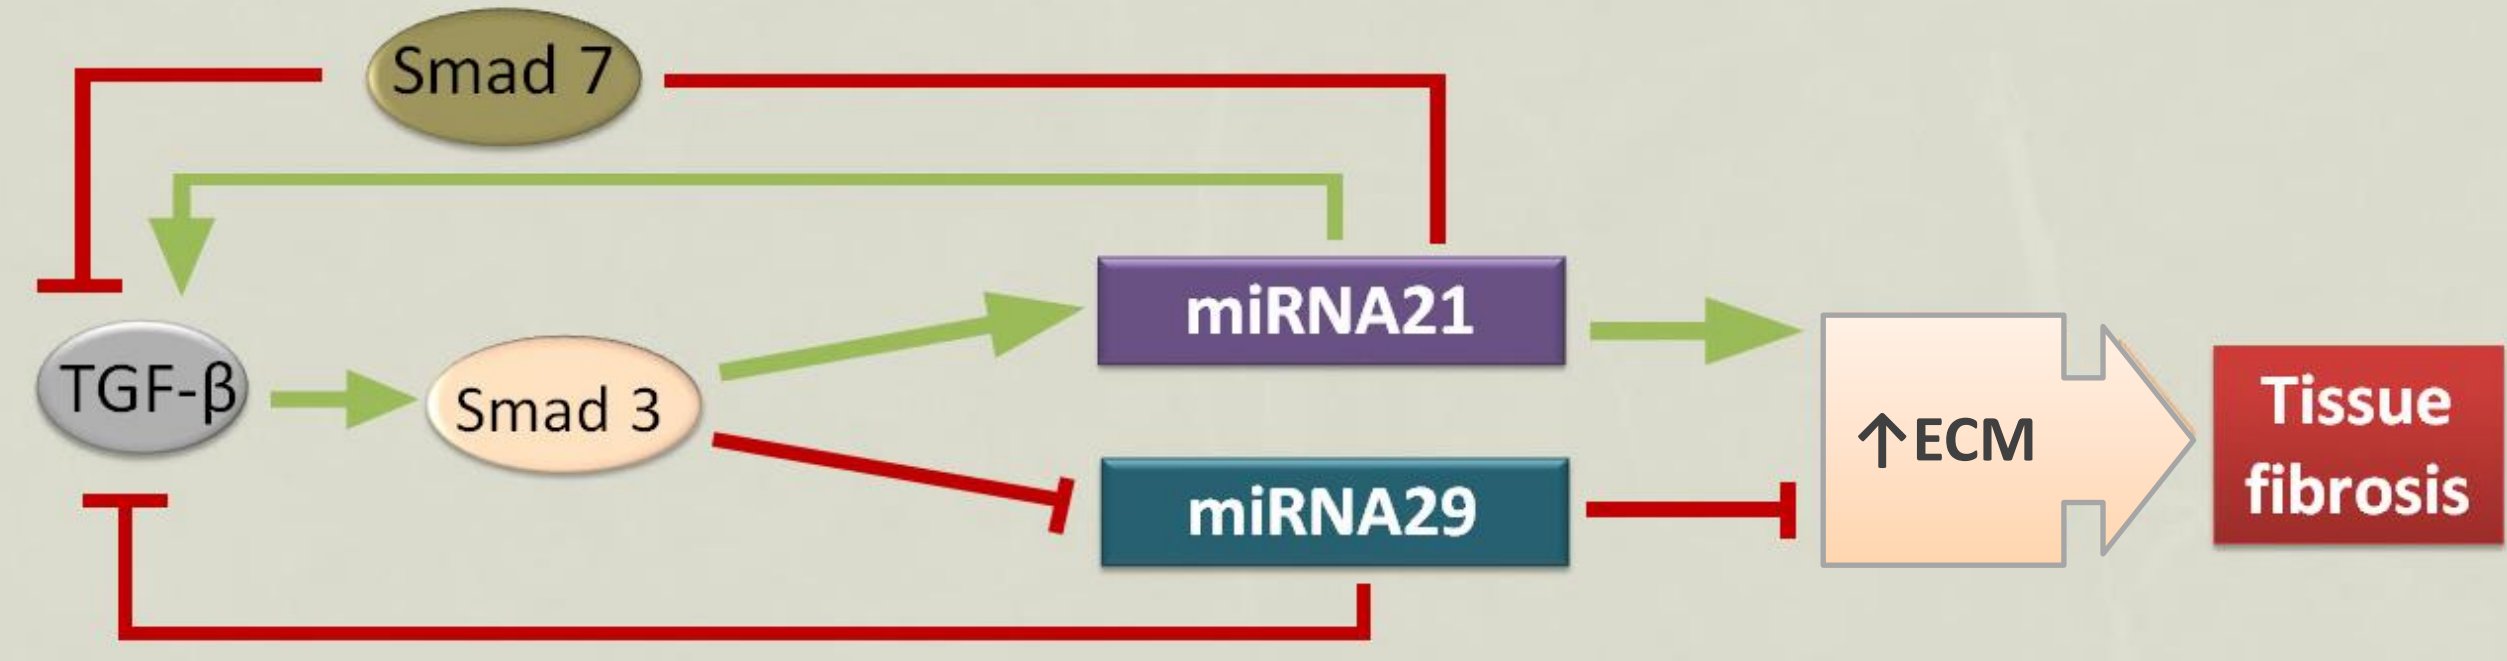 Smad 7
miRNA21
TGF-β
Smad 3
↑ECM
Tissue
fibrosis
miRNA29